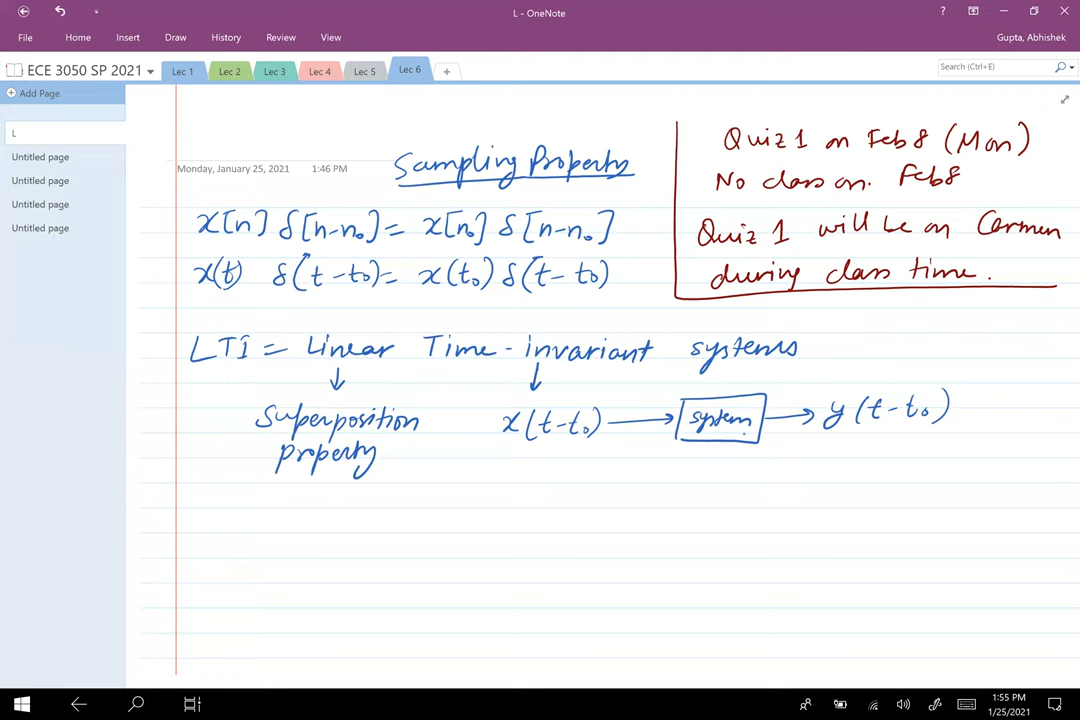 L - OneNote
Gupta, Abhishek
File Home Insert Draw History Review View
ECE 3050 SP 2021
Lec 1 Lec 2 Lec 3 Lec 4 Lec 5 Lec 6
Search (Ctrl+E)
Add Page
L
Untitled page
Untitled page
Untitled page
Untitled page
Monday, January 25, 2021 1:46 PM
Sampling Property
x[n] δ[n-n₀] = x[n₀] δ[n-n₀]
x(t) δ(t-t₀) = x(t₀) δ(t-t₀)
Quiz 1 on Feb 8 (Mon)
No class on. Feb 8
Quiz 1 will be on Carmen
during class time.
LTI = Linear Time-invariant systems
↓ ↓
Superposition
property
x(t-t₀) → system → y(t-t₀)
1:55 PM
1/25/2021